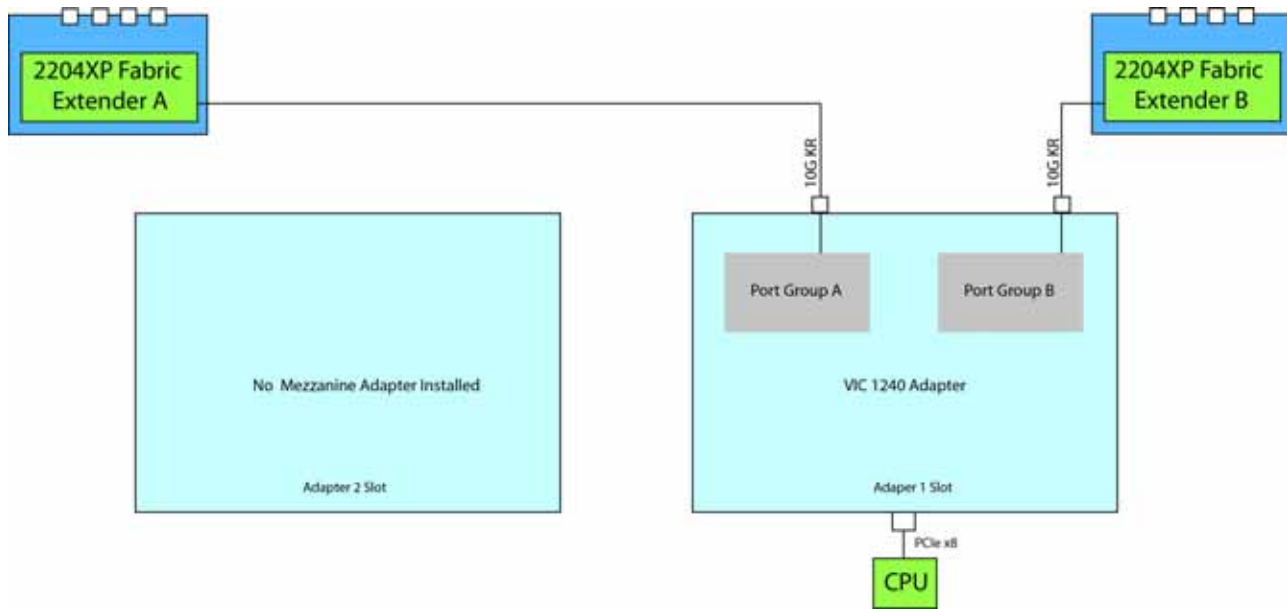 2204XP Fabric
Extender A
2204XP Fabric
Extender B
10G KR
10G KR
Port Group A
Port Group B
No Mezzanine Adapter Installed
VIC 1240 Adapter
Adapter 2 Slot
Adaper 1 Slot
PCIe x8
CPU